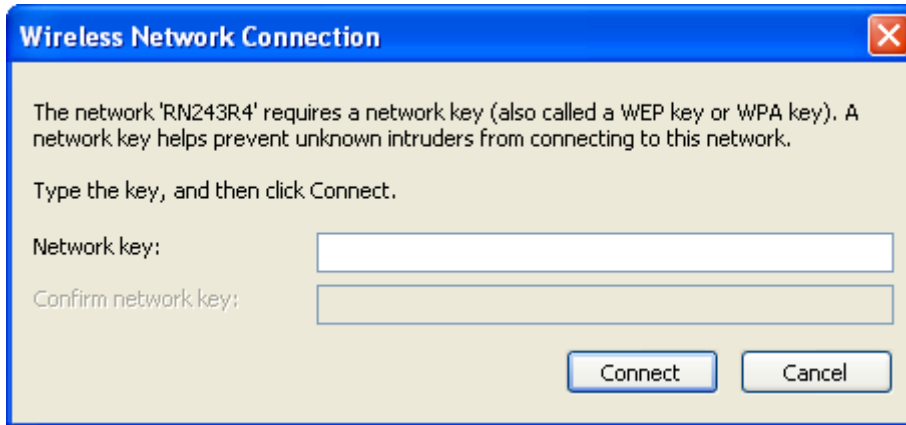 Wireless Network Connection
The network 'RN243R4' requires a network key (also called a WEP key or WPA key). A
network key helps prevent unknown intruders from connecting to this network.
Type the key, and then click Connect.
Network key:
Confirm network key:
Connect Cancel